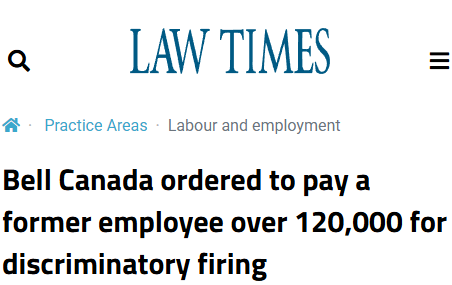 LAW TIMES
Practice Areas · Labour and employment
Bell Canada ordered to pay a
former employee over 120,000 for
discriminatory firing